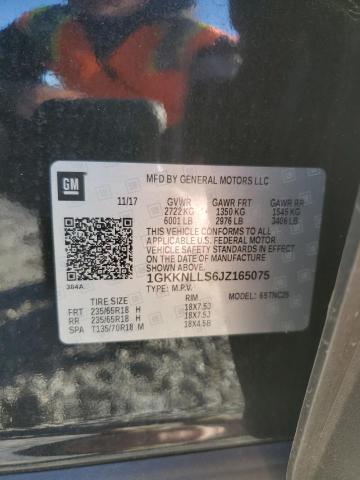 GM
MFD BY GENERAL MOTORS LLC
11/17 GVWR GAWR FRT GAWR RR
2722 KG 1350 KG 1545 KG
6001 LB 2976 LB 3406 LB
THIS VEHICLE CONFORMS TO ALL APPLICABLE
U.S. FEDERAL MOTOR
VEHICLE SAFETY STANDARDS IN EFFECT
ON THE DATE OF MANUFACTURE
SHOWN ABOVE.
384A 1GKKNLLS6JZ165075
TYPE: M.P.V. MODEL:
TIRE SIZE RIM
FRT 235/65R18 H 18X7.5J
RR 235/65R18 H 18X7.5J
SPA T135/70R18 M 18X4.5B